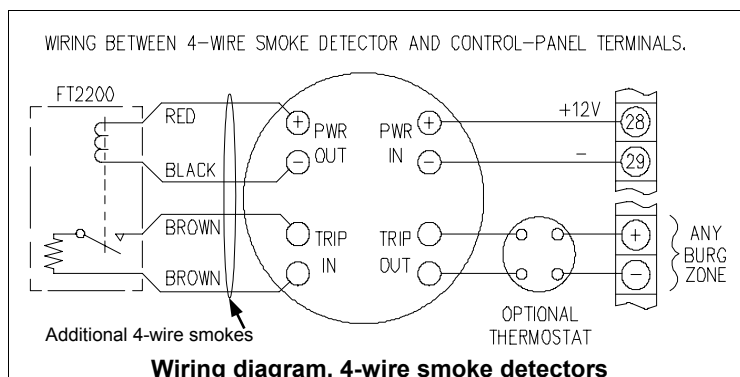 WIRING BETWEEN 4-WIRE SMOKE DETECTOR AND CONTROL-PANEL TERMINALS.
FT2200
RED
BLACK
BROWN
BROWN
+ PWR OUT
-
TRIP IN
PWR IN +
-
TRIP OUT
+12V
28
-
29
+
-
ANY BURG ZONE
OPTIONAL THERMOSTAT
Additional 4-wire smokes
Wiring diagram, 4-wire smoke detectors